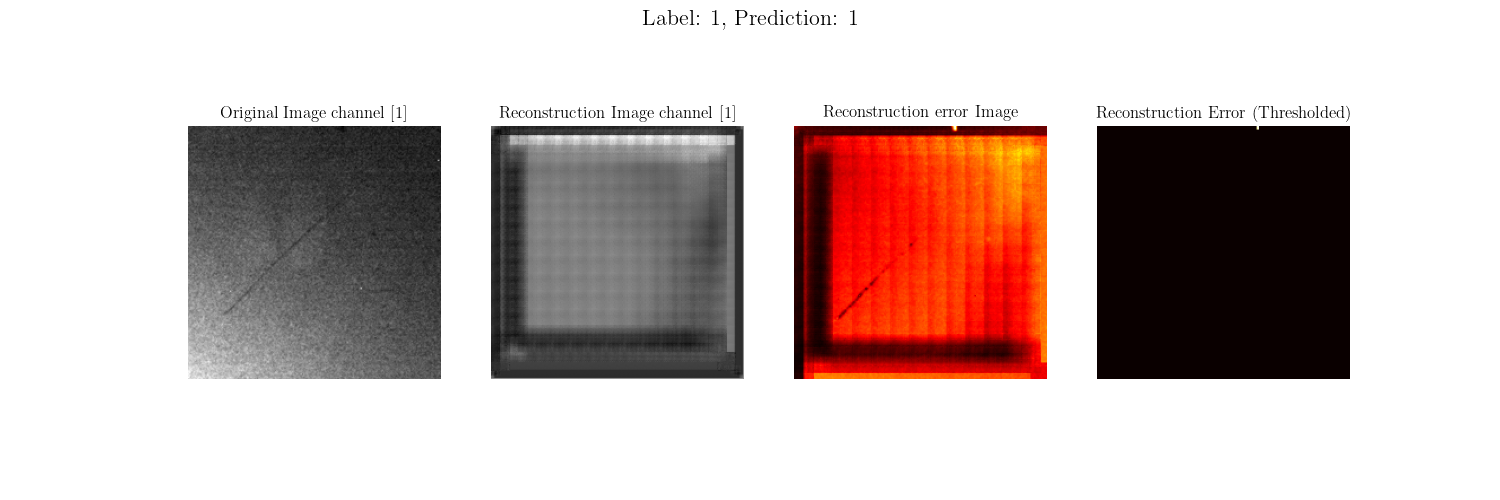 Label: 1, Prediction: 1
Original Image channel [1]
Reconstruction Image channel [1]
Reconstruction error Image
Reconstruction Error (Thresholded)